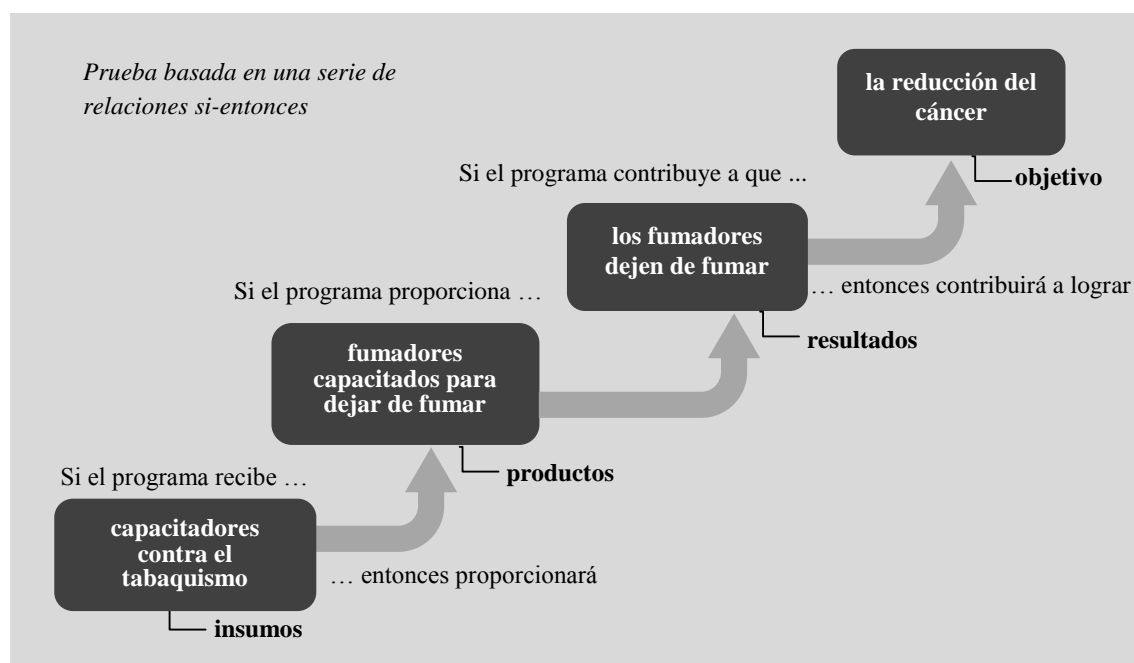 Prueba basada en una serie de
relaciones si-entonces
la reducción del
cáncer
objetivo
Si el programa contribuye a que ...
los fumadores
dejen de fumar
… entonces contribuirá a lograr
resultados
Si el programa proporciona …
fumadores
capacitados para
dejar de fumar
productos
Si el programa recibe …
capacitadores
contra el
tabaquismo
… entonces proporcionará
insumos